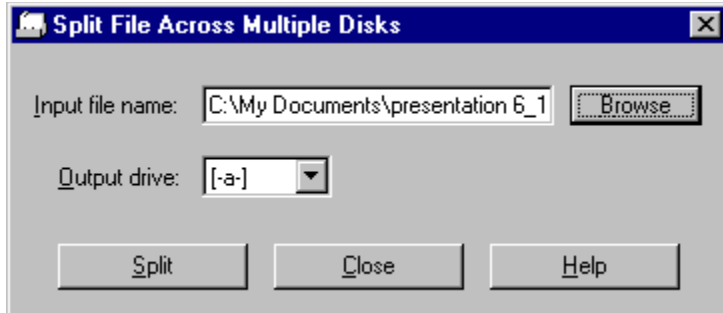 Split File Across Multiple Disks
Input file name: C:\My Documents\presentation 6_1 Browse
Output drive: [-a-]
Split Close Help